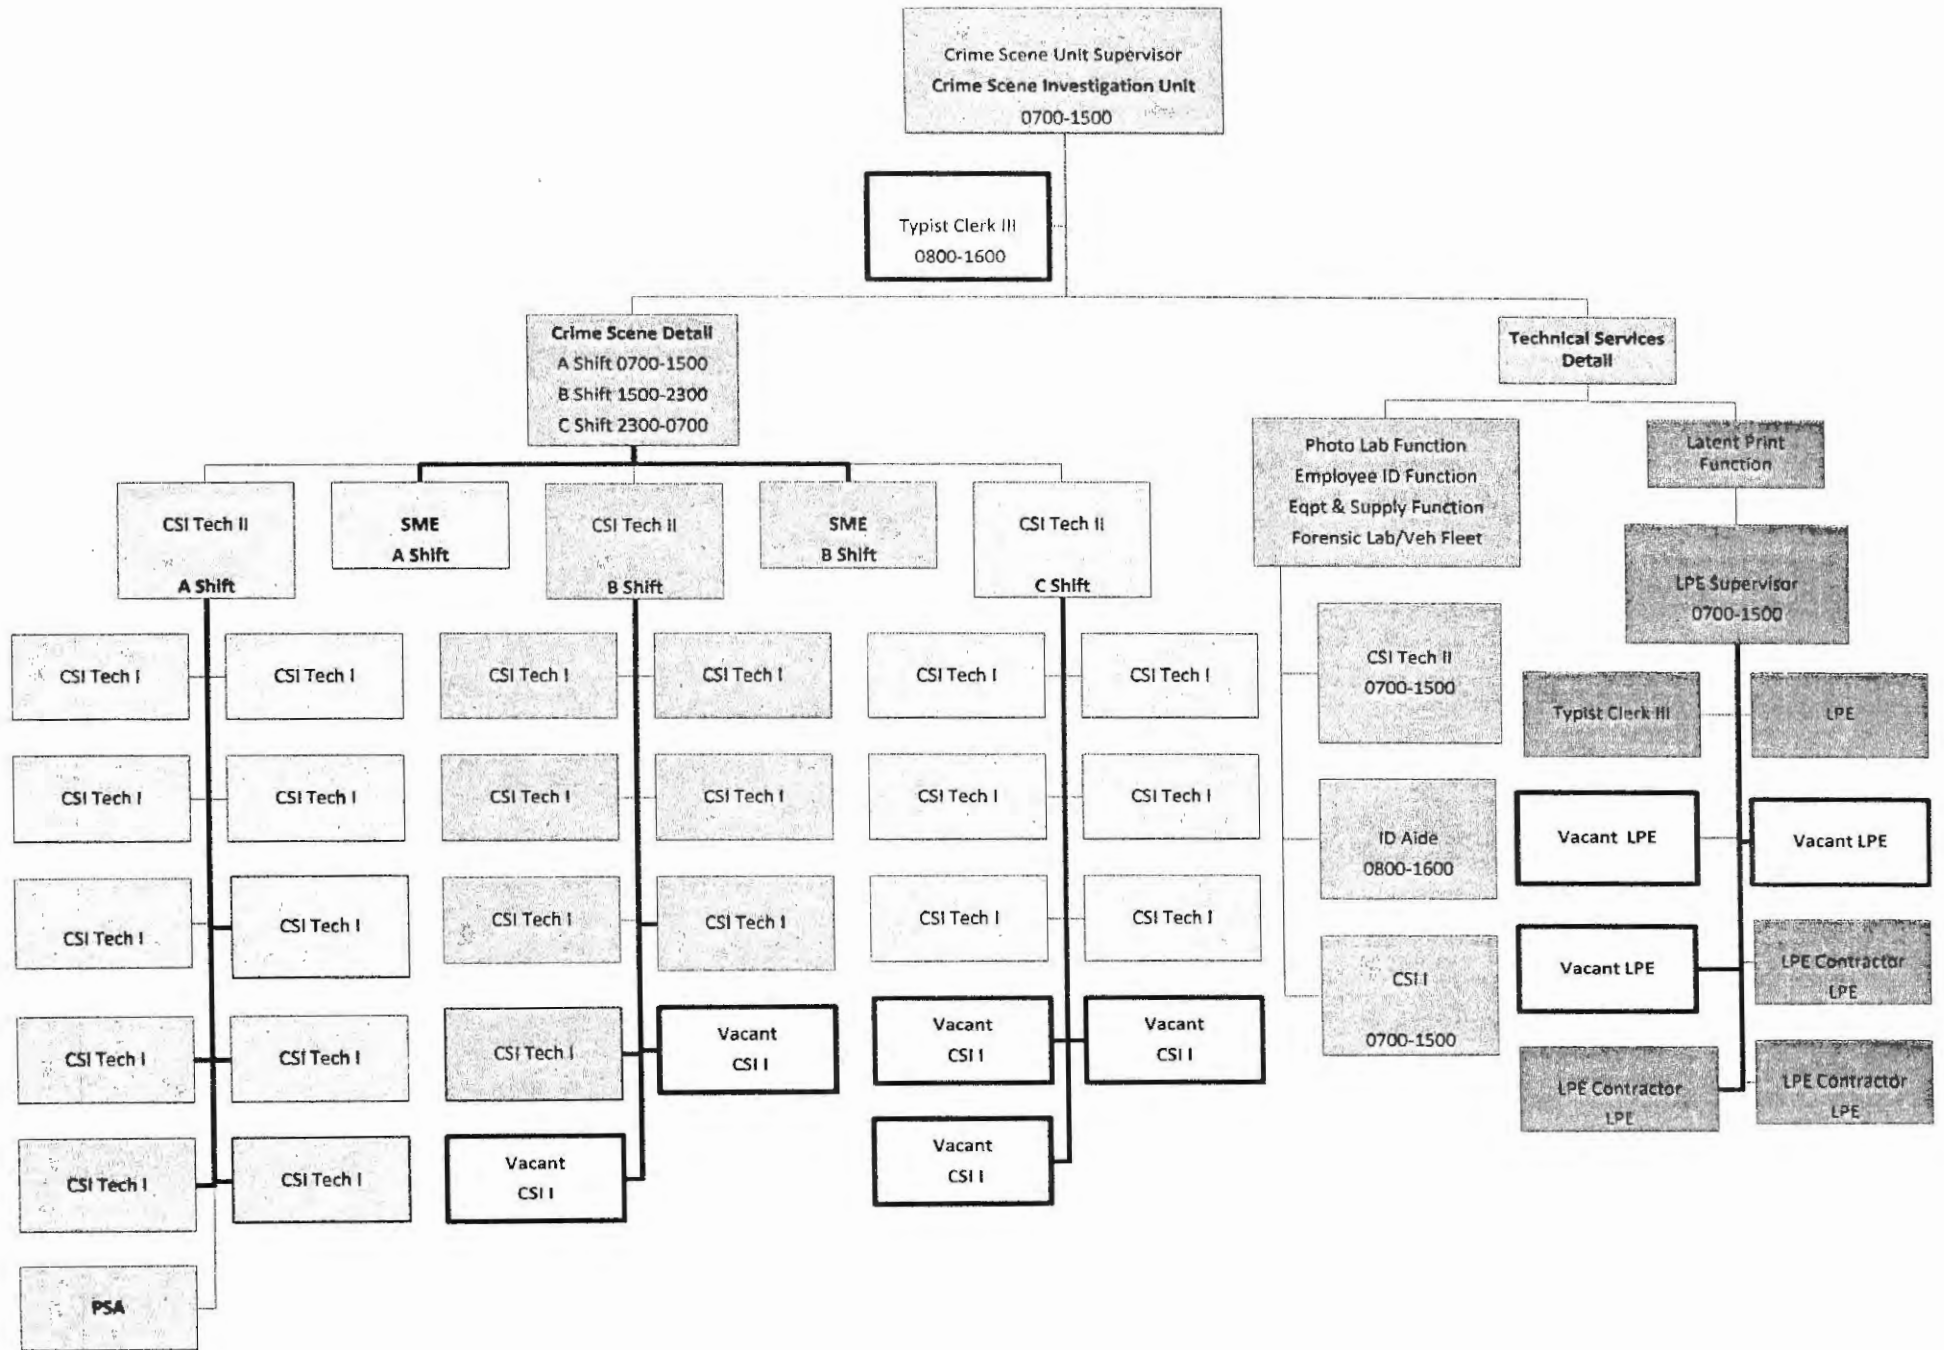 Crime Scene Unit Supervisor
Crime Scene Investigation Unit
0700-1500
Typist Clerk III
0800-1600
Crime Scene Detail
A Shift 0700-1500
B Shift 1500-2300
C Shift 2300-0700
Technical Services
Detail
CSI Tech II
A Shift
SME
A Shift
CSI Tech II
B Shift
SME
B Shift
CSI Tech II
C Shift
Photo Lab Function
Employee ID Function
Eqpt & Supply Function
Forensic Lab/Veh Fleet
Latent Print
Function
LPE Supervisor
0700-1500
CSI Tech I
CSI Tech I
CSI Tech I
CSI Tech I
CSI Tech I
CSI Tech I
CSI Tech I
CSI Tech I
CSI Tech I
CSI Tech I
PSA
CSI Tech I
CSI Tech I
CSI Tech I
CSI Tech I
CSI Tech I
CSI Tech I
CSI Tech I
Vacant
CSI I
Vacant
CSI I
CSI Tech I
CSI Tech I
CSI Tech I
CSI Tech I
CSI Tech I
CSI Tech I
Vacant
CSI I
Vacant
CSI I
Vacant
CSI I
CSI Tech II
0700-1500
ID Aide
0800-1600
CSI I
0700-1500
Typist Clerk III
LPE
Vacant LPE
Vacant LPE
Vacant LPE
LPE Contractor
LPE
LPE Contractor
LPE
LPE Contractor
LPE